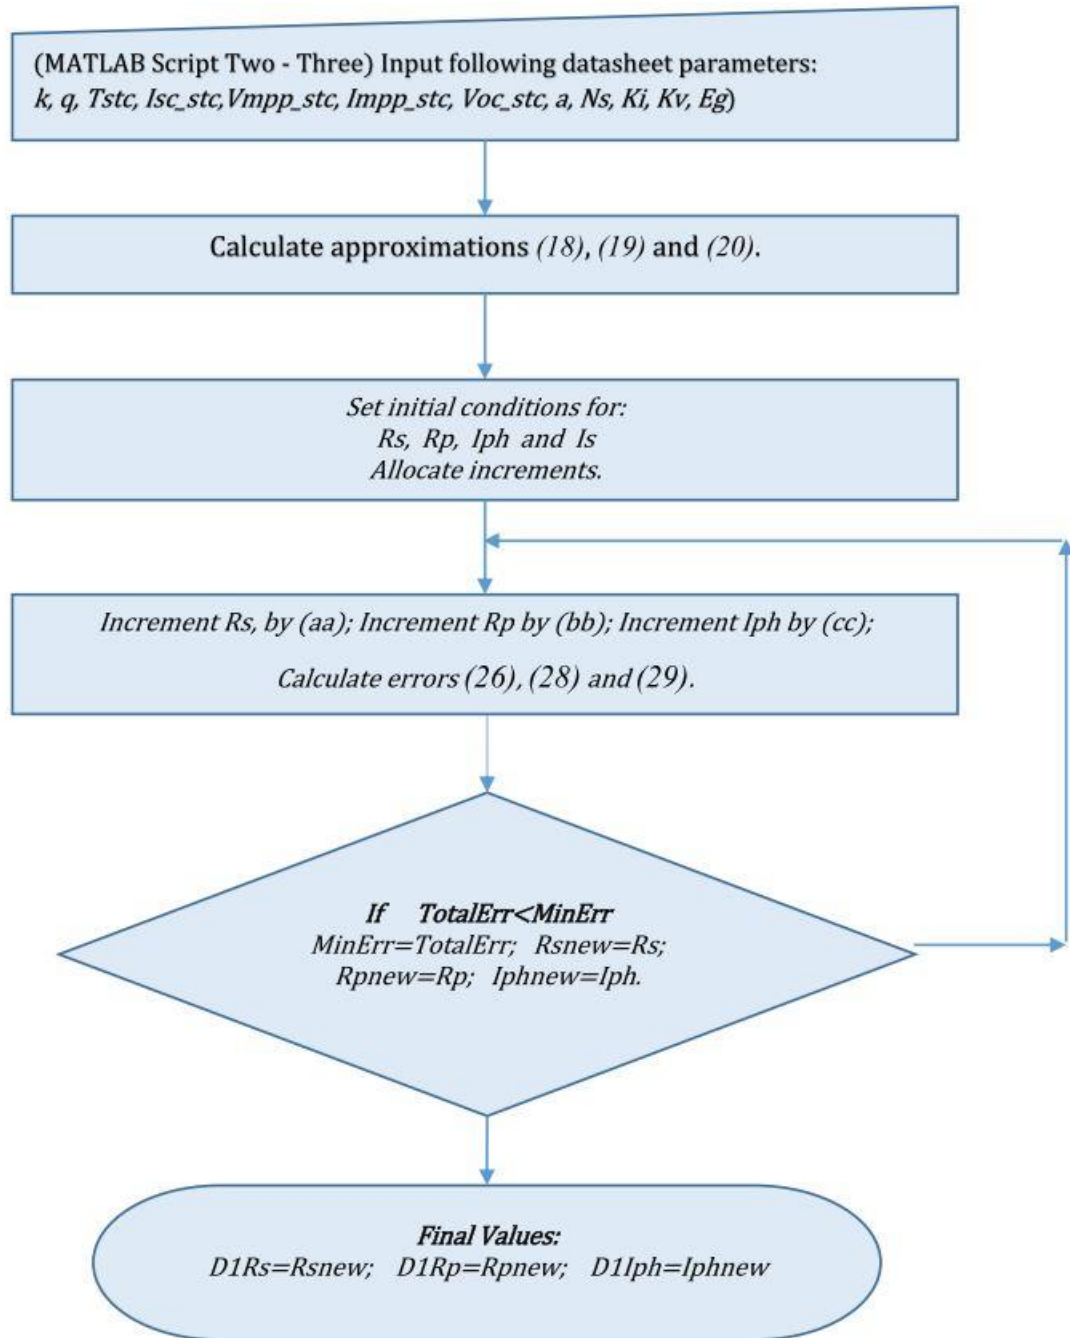 (MATLAB Script Two - Three) Input following datasheet parameters:
k, q, Tstc, Isc_stc,Vmpp_stc, Impp_stc, Voc_stc, a, Ns, Ki, Kv, Eg)
Calculate approximations (18), (19) and (20).
Set initial conditions for:
Rs, Rp, Iph and Is
Allocate increments.
Increment Rs, by (aa); Increment Rp by (bb); Increment Iph by (cc);
Calculate errors (26), (28) and (29).
If TotalErr<MinErr
MinErr=TotalErr; Rsnew=Rs;
Rpnew=Rp; Iphnew=Iph.
Final Values:
D1Rs=Rsnew; D1Rp=Rpnew; D1Iph=Iphnew